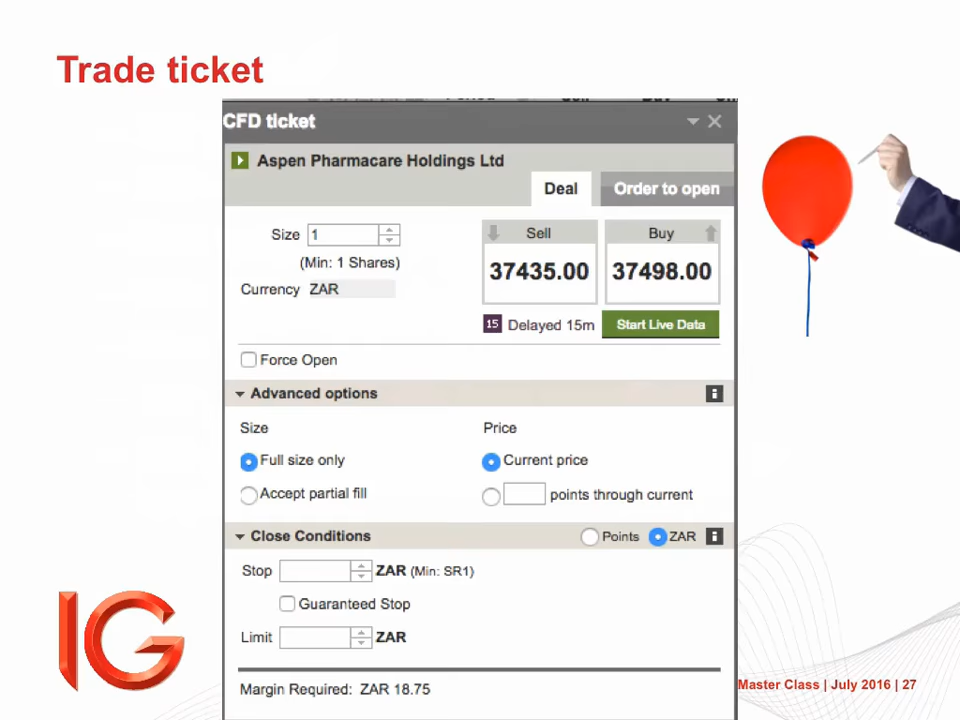 Trade ticket
CFD ticket
Aspen Pharmacare Holdings Ltd
Deal
Order to open
Size 1
(Min: 1 Shares)
Currency ZAR
Sell
Buy
37435.00
37498.00
15 Delayed 15m
Start Live Data
Force Open
Advanced options
Size
Price
Full size only
Current price
Accept partial fill
points through current
Close Conditions
Points
ZAR
Stop ZAR (Min: SR1)
Guaranteed Stop
Limit ZAR
Margin Required: ZAR 18.75
IG
Master Class | July 2016 | 27